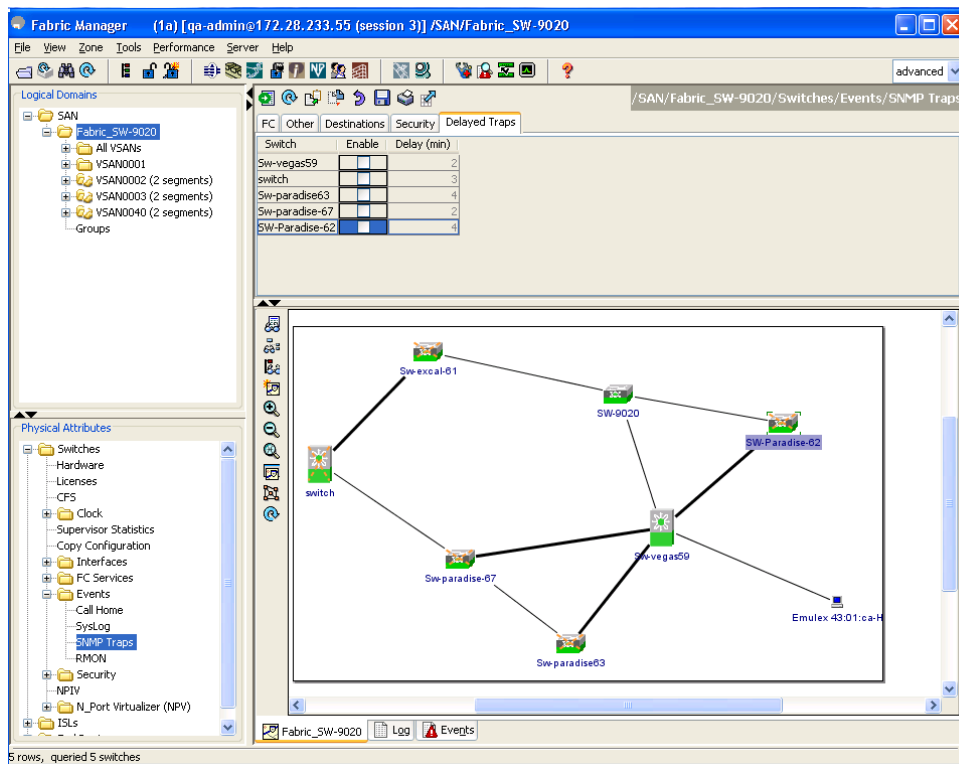 Fabric Manager (1a) [qa-admin@172.28.233.55 (session 3)] /SAN/Fabric_SW-9020
File View Zone Tools Performance Server Help
advanced
Logical Domains
SAN
Fabric_SW-9020
All VSANs
VSAN0001
VSAN0002 (2 segments)
VSAN0003 (2 segments)
VSAN0040 (2 segments)
Groups
/SAN/Fabric_SW-9020/Switches/Events/SNMP Traps
FC Other Destinations Security Delayed Traps
Switch Enable Delay (min)
Sw-vegas59 2
switch 3
Sw-paradise63 4
Sw-paradise-67 2
SW-Paradise-62 4
Physical Attributes
Switches
Hardware
Licenses
CFS
Clock
Supervisor Statistics
Copy Configuration
Interfaces
FC Services
Events
Call Home
SysLog
SNMP Traps
RMON
Security
NPIV
N_Port Virtualizer (NPV)
ISLs
Sw-excal-61
SW-9020
SW-Paradise-62
switch
Sw-vegas59
Sw-paradise-67
Emulex 43:01:ca-H
Sw-paradise63
Fabric_SW-9020 Log Events
5 rows, queried 5 switches